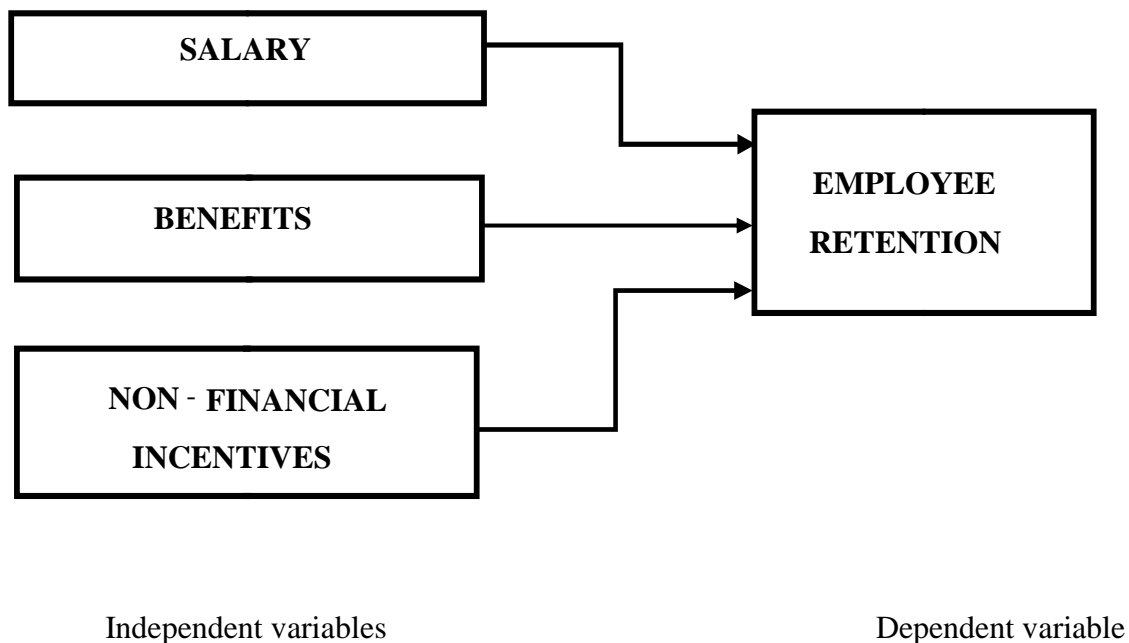 SALARY
BENEFITS
NON - FINANCIAL
INCENTIVES
EMPLOYEE
RETENTION
Independent variables
Dependent variable